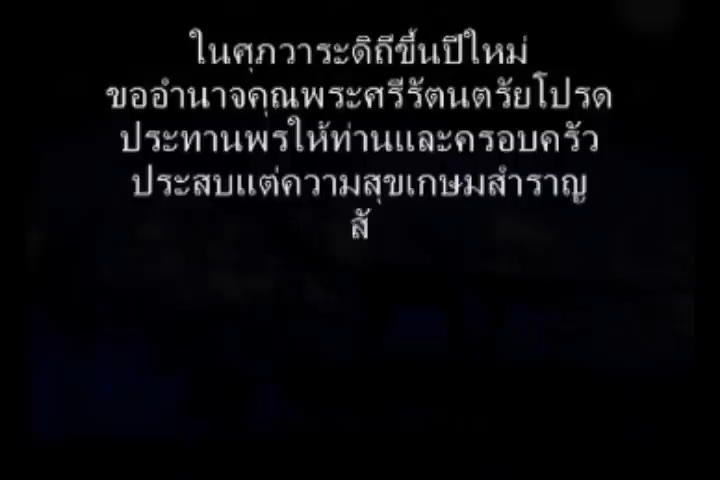 ในศุภวาระดิถีขึ้นปีใหม่
ขออำนาจคุณพระศรีรัตนตรัยโปรด
ประทานพรให้ท่านและครอบครัว
ประสบแต่ความสุขเกษมสำราญ
สั